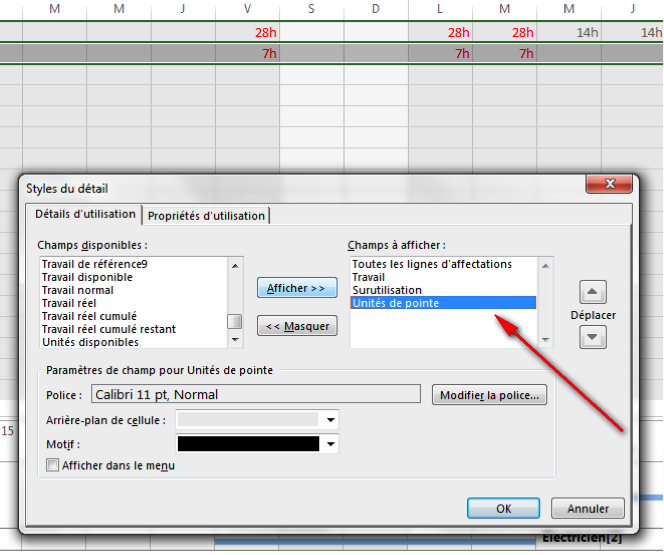 M M J V S D L M M J
28h 28h 28h 14h 14h
7h 7h 7h
Styles du détail
Détails d'utilisation Propriétés d'utilisation
Champs disponibles :
Travail de référence9
Travail disponible
Travail normal
Travail réel
Travail réel cumulé
Travail réel cumulé restant
Unités disponibles
Afficher >>
<< Masquer
Champs à afficher :
Toutes les lignes d'affectations
Travail
Surutilisation
Unités de pointe
Déplacer
Paramètres de champ pour Unités de pointe
Police : Calibri 11 pt, Normal
Modifier la police...
Arrière-plan de cellule :
Motif :
Afficher dans le menu
OK Annuler
15
Electricien[2]